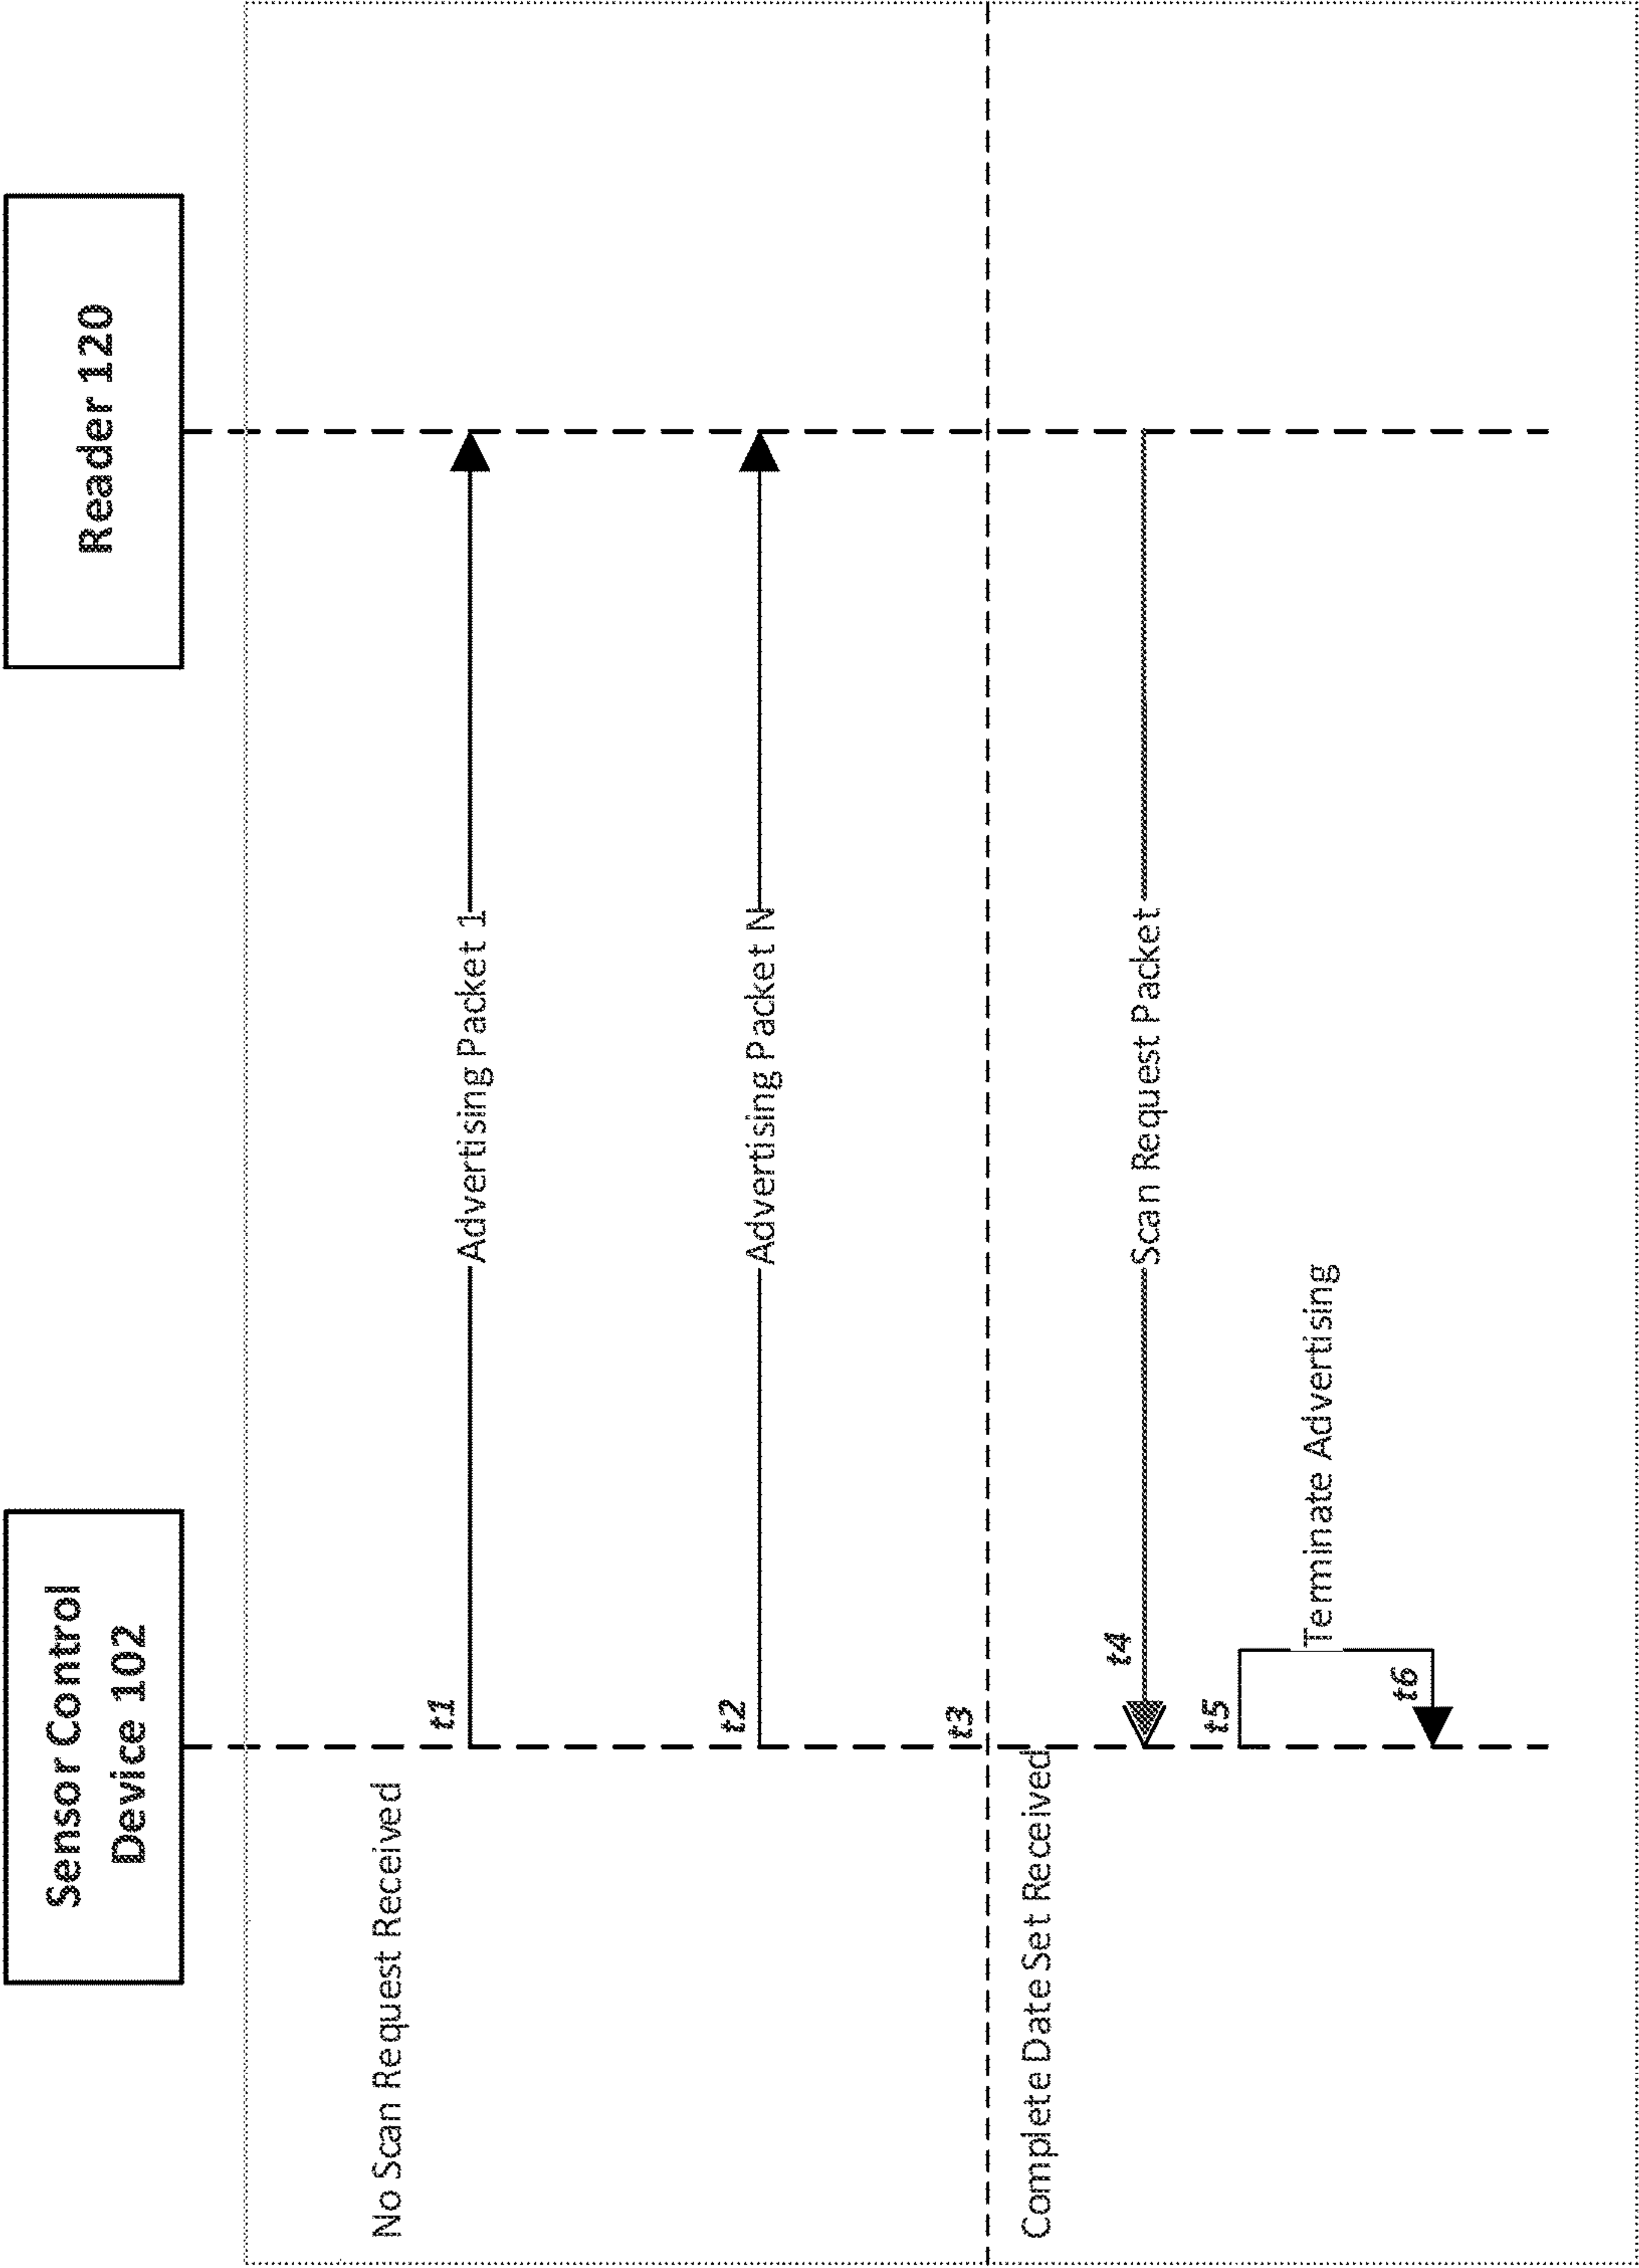 Sensor Control
Device 102
Reader 120
No Scan Request Received
t1
Advertising Packet 1
t2
Advertising Packet N
t3
Complete Date Set Received
t4
Scan Request Packet
t5
Terminate Advertising
t6